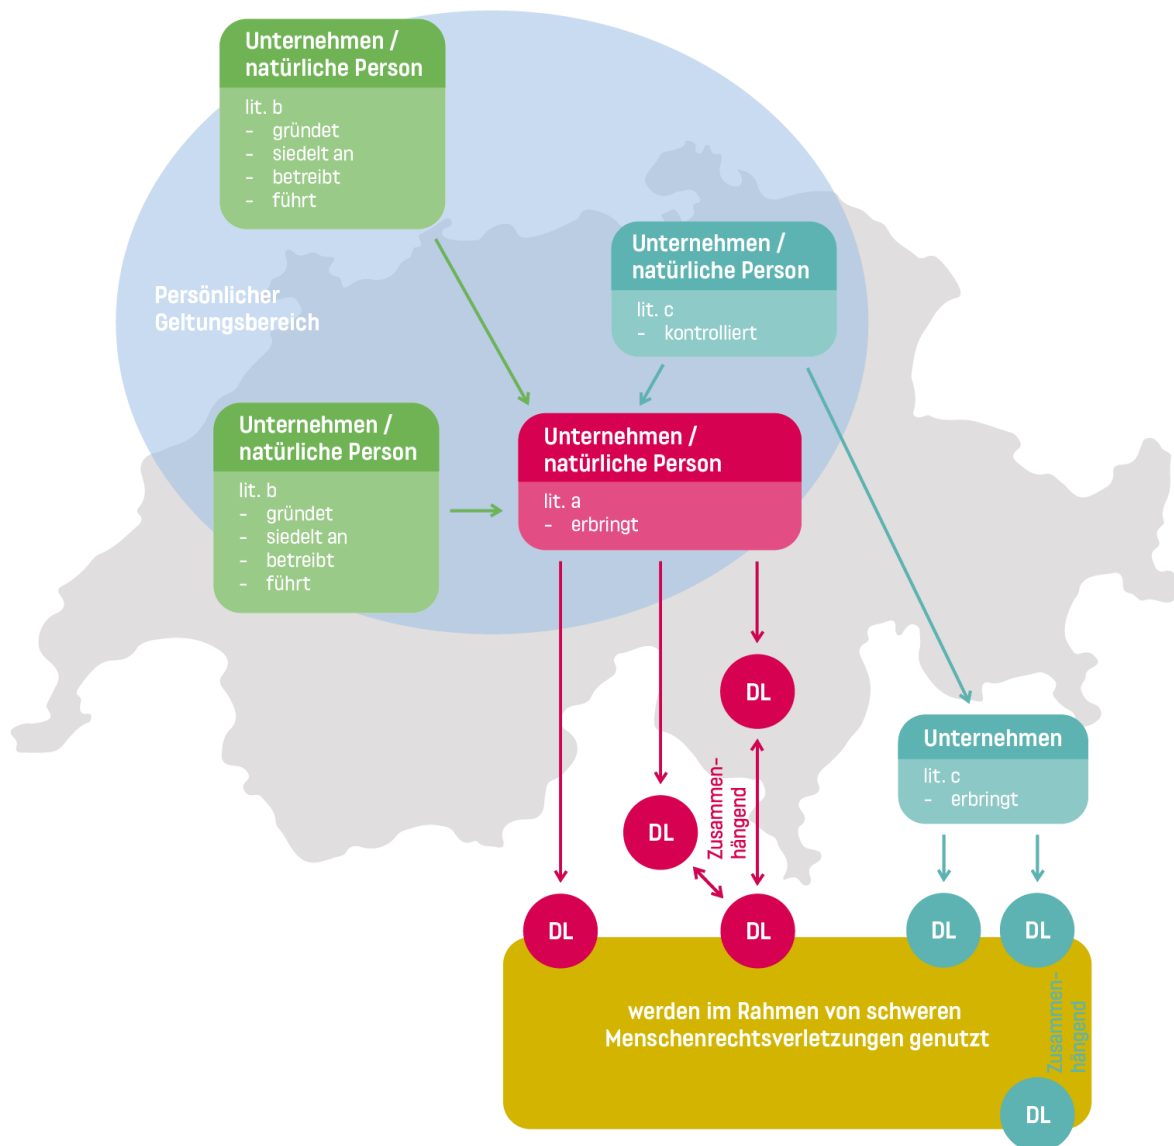 Unternehmen /
natürliche Person
lit. b
- gründet
- siedelt an
- betreibt
- führt
Unternehmen /
natürliche Person
lit. c
- kontrolliert
Persönlicher
Geltungsbereich
Unternehmen /
natürliche Person
lit. b
- gründet
- siedelt an
- betreibt
- führt
Unternehmen /
natürliche Person
lit. a
- erbringt
DL
Unternehmen
lit. c
- erbringt
Zusammen-
hängend
DL
DL
DL
DL
DL
werden im Rahmen von schweren
Menschenrechtsverletzungen genutzt
Zusammen-
hängend
DL